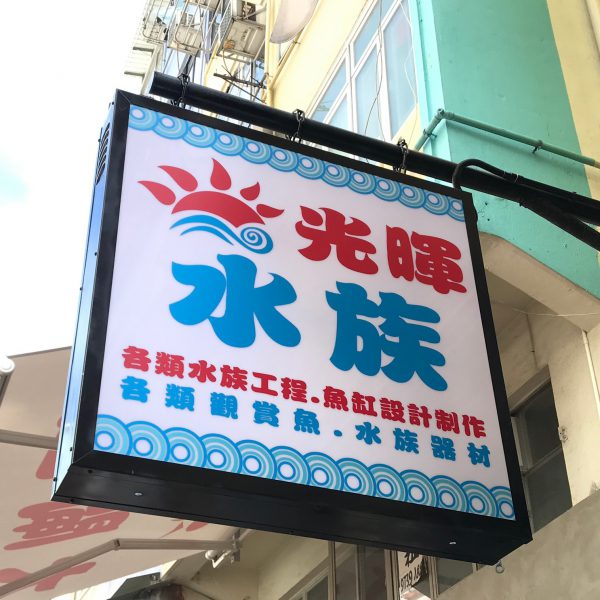 光暉
水族
各類水族工程.魚缸設計制作
各類觀賞魚.水族器材